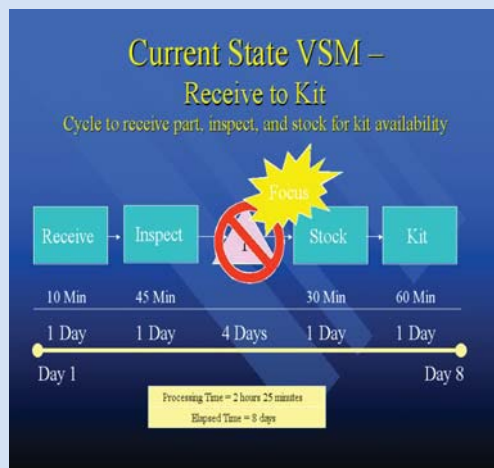 Current State VSM –
Receive to Kit
Cycle to receive part, inspect, and stock for kit availability
Focus
Receive
Inspect
Stock
Kit
10 Min
45 Min
30 Min
60 Min
1 Day
1 Day
4 Days
1 Day
1 Day
Day 1
Day 8
Processing Time = 2 hours 25 minutes
Elapsed Time = 8 days